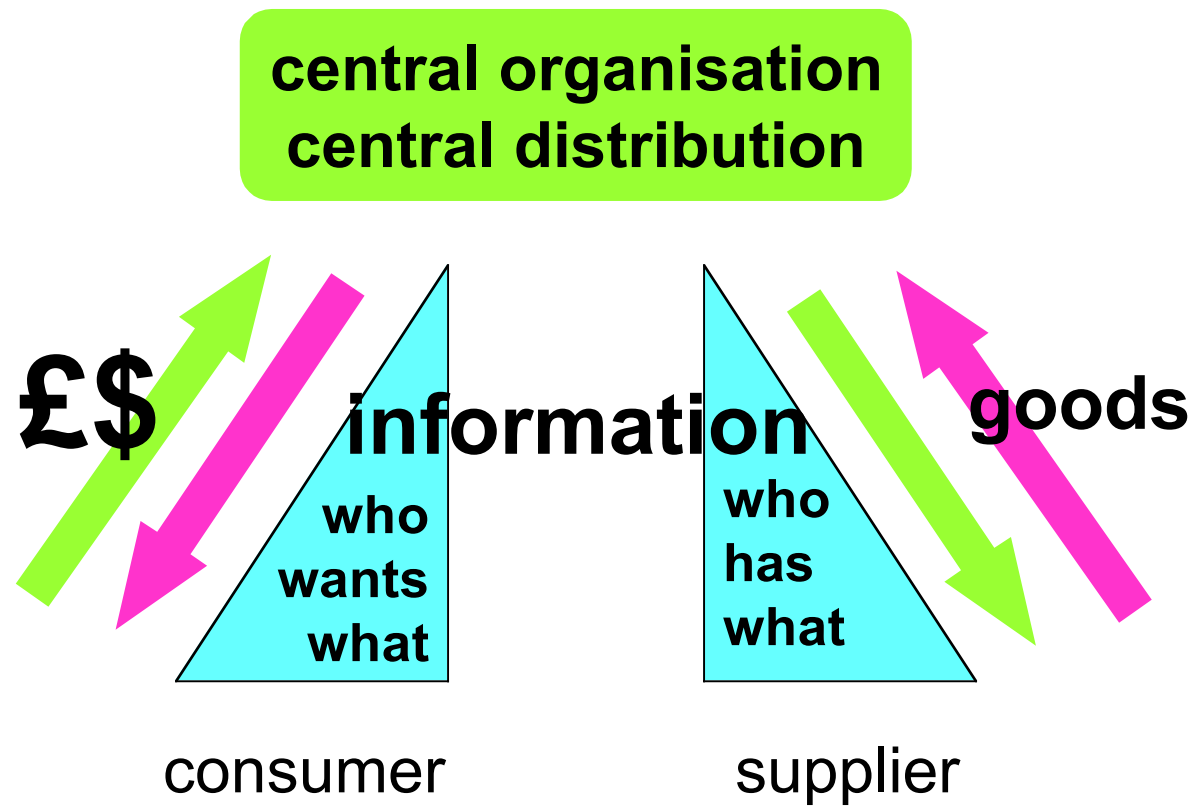 central organisation
central distribution
£$
information
goods
who
wants
what
who
has
what
consumer
supplier